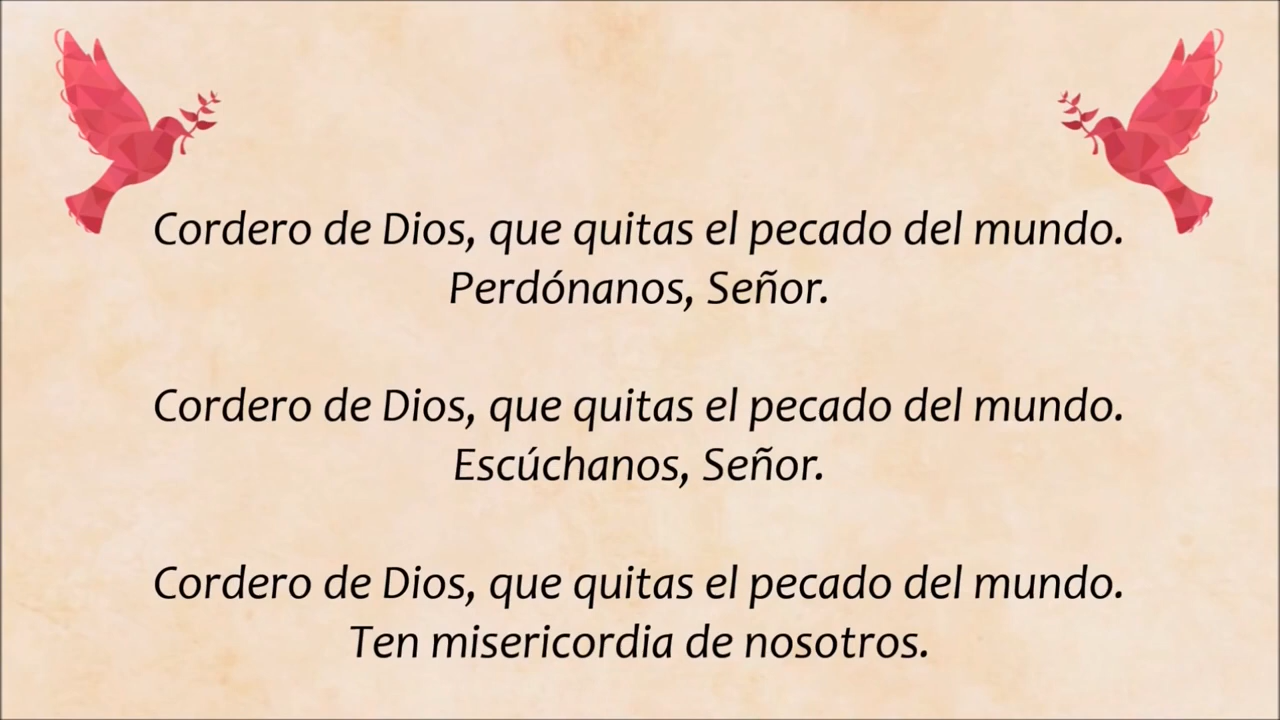 Cordero de Dios, que quitas el pecado del mundo.
Perdónanos, Señor.
Cordero de Dios, que quitas el pecado del mundo.
Escúchanos, Señor.
Cordero de Dios, que quitas el pecado del mundo.
Ten misericordia de nosotros.